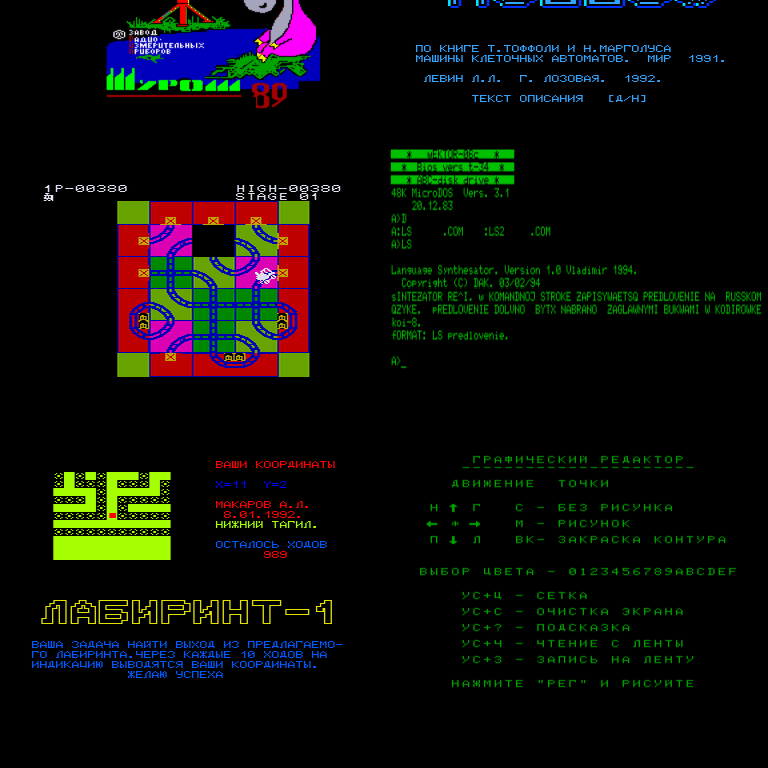 ЗАВОД
РАДИО-
ИЗМЕРИТЕЛЬНЫХ
ПРИБОРОВ
МУРОМ
89
ПО КНИГЕ Т.ТОФФОЛИ И Н.МАРГОЛУСА
МАШИНЫ КЛЕТОЧНЫХ АВТОМАТОВ. МИР 1991.
ЛЕВИН Л.Л. Г. ЛОЗОВАЯ. 1992.
ТЕКСТ ОПИСАНИЯ [Д/Н]
1P-00380
HIGH-00380
STAGE 01
* wEKTOR-06c *
* Bios vers t-34 *
* ABC-disk drive *
48K MicroDOS Vers. 3.1
20.12.83
A>D
A:LS .COM :LS2 .COM
A>LS
Language Synthesator. Version 1.0 Vladimir 1994.
Copyright (C) DAK. 03/02/94
sINTEZATOR RE^I. w KOMANDNOJ STROKE ZAPISYWAETSQ PREDLOVENIE NA RUSSKOM
QZYKE. pREDLOVENIE DOLVNO BYTX NABRANO ZAGLAWNYMI BUKWAMI W KODIROWKE
koi-8.
fORMAT: LS predlovenie.
A>_
ВАШИ КООРДИНАТЫ
X=11 Y=2
МАКАРОВ А.Л.
8.01.1992.
НИЖНИЙ ТАГИЛ.
ОСТАЛОСЬ ХОДОВ
989
ЛАБИРИНТ-1
ВАША ЗАДАЧА НАЙТИ ВЫХОД ИЗ ПРЕДЛАГАЕМО-
ГО ЛАБИРИНТА.ЧЕРЕЗ КАЖДЫЕ 10 ХОДОВ НА
ИНДИКАЦИЮ ВЫВОДЯТСЯ ВАШИ КООРДИНАТЫ.
ЖЕЛАЮ УСПЕХА
ГРАФИЧЕСКИЙ РЕДАКТОР
ДВИЖЕНИЕ ТОЧКИ
Н ↑ Г С - БЕЗ РИСУНКА
← * → М - РИСУНОК
П ↓ Л ВК- ЗАКРАСКА КОНТУРА
ВЫБОР ЦВЕТА - 0123456789ABCDEF
УС+Ц - СЕТКА
УС+С - ОЧИСТКА ЭКРАНА
УС+? - ПОДСКАЗКА
УС+Ч - ЧТЕНИЕ С ЛЕНТЫ
УС+З - ЗАПИСЬ НА ЛЕНТУ
НАЖМИТЕ "РЕГ" И РИСУЙТЕ